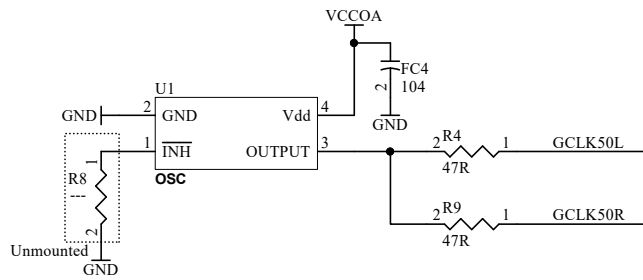 VCCOA
U1
FC4
104
2
GND
2
GND
Vdd
4
GND
1
INH
OUTPUT
3
OSC
2
R4
1
47R
GCLK50L
1
R8
---
2
Unmounted
GND
2
R9
1
47R
GCLK50R